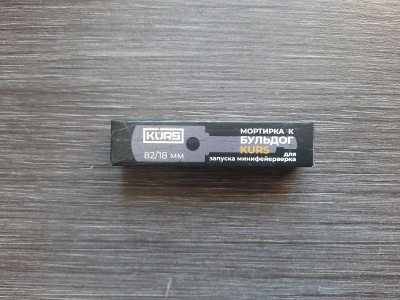 KURS
82/18 мм
МОРТИРКА К
БУЛЬДОГ
KURS
для
запуска минифейерверка